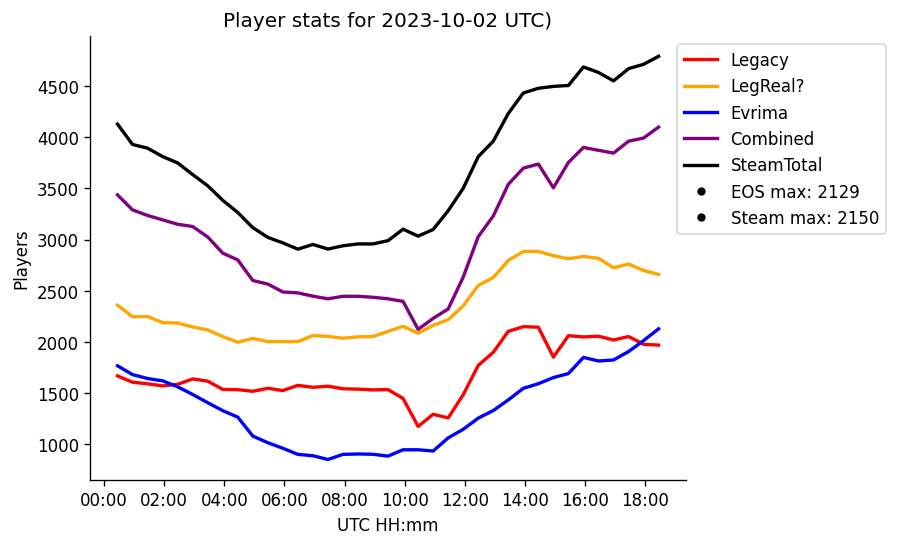 Player stats for 2023-10-02 UTC)
Legacy
LegReal?
Evrima
Combined
SteamTotal
EOS max: 2129
Steam max: 2150
Players
4500
4000
3500
3000
2500
2000
1500
1000
00:00 02:00 04:00 06:00 08:00 10:00 12:00 14:00 16:00 18:00
UTC HH:mm